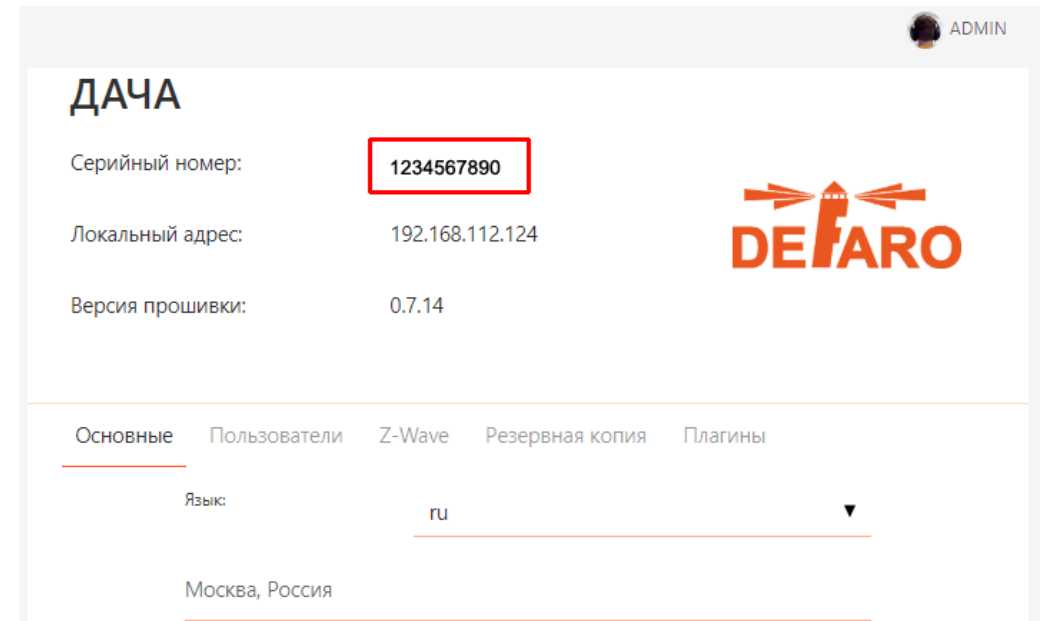 ADMIN
ДАЧА
Серийный номер: 1234567890
Локальный адрес: 192.168.112.124
DEFARO
Версия прошивки: 0.7.14
Основные Пользователи Z-Wave Резервная копия Плагины
Язык: ru ▼
Москва, Россия